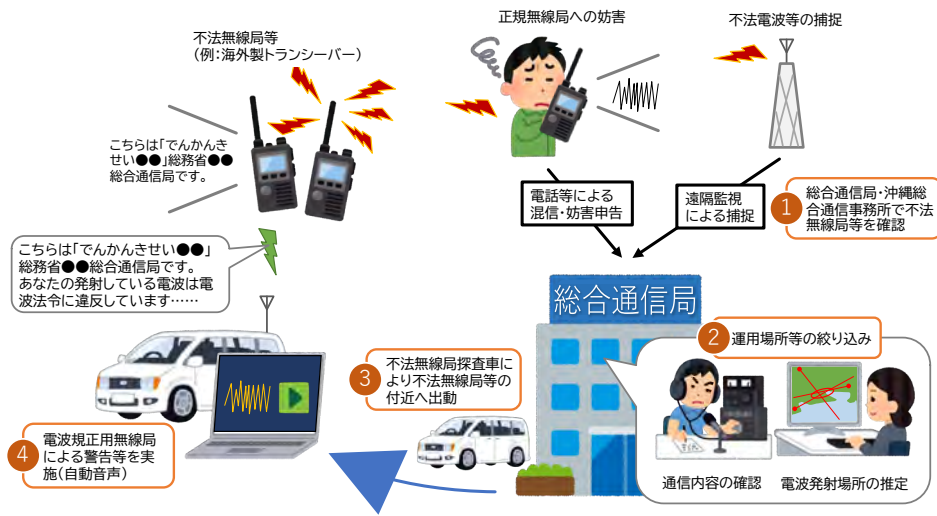 不法無線局等
(例:海外製トランシーバー)
正規無線局への妨害
不法電波等の捕捉
こちらは「でんかんき
せい●●」総務省●●
総合通信局です。
電話等による
混信・妨害申告
遠隔監視
による捕捉
1
総合通信局・沖縄総
合通信事務所で不法
無線局等を確認
こちらは「でんかんきせい●●」
総務省●●総合通信局です。
あなたの発射している電波は電
波法令に違反しています……
総合通信局
2
運用場所等の絞り込み
通信内容の確認
電波発射場所の推定
3
不法無線局探査車に
より不法無線局等の
付近へ出動
4
電波規正用無線局
による警告等を実
施(自動音声)